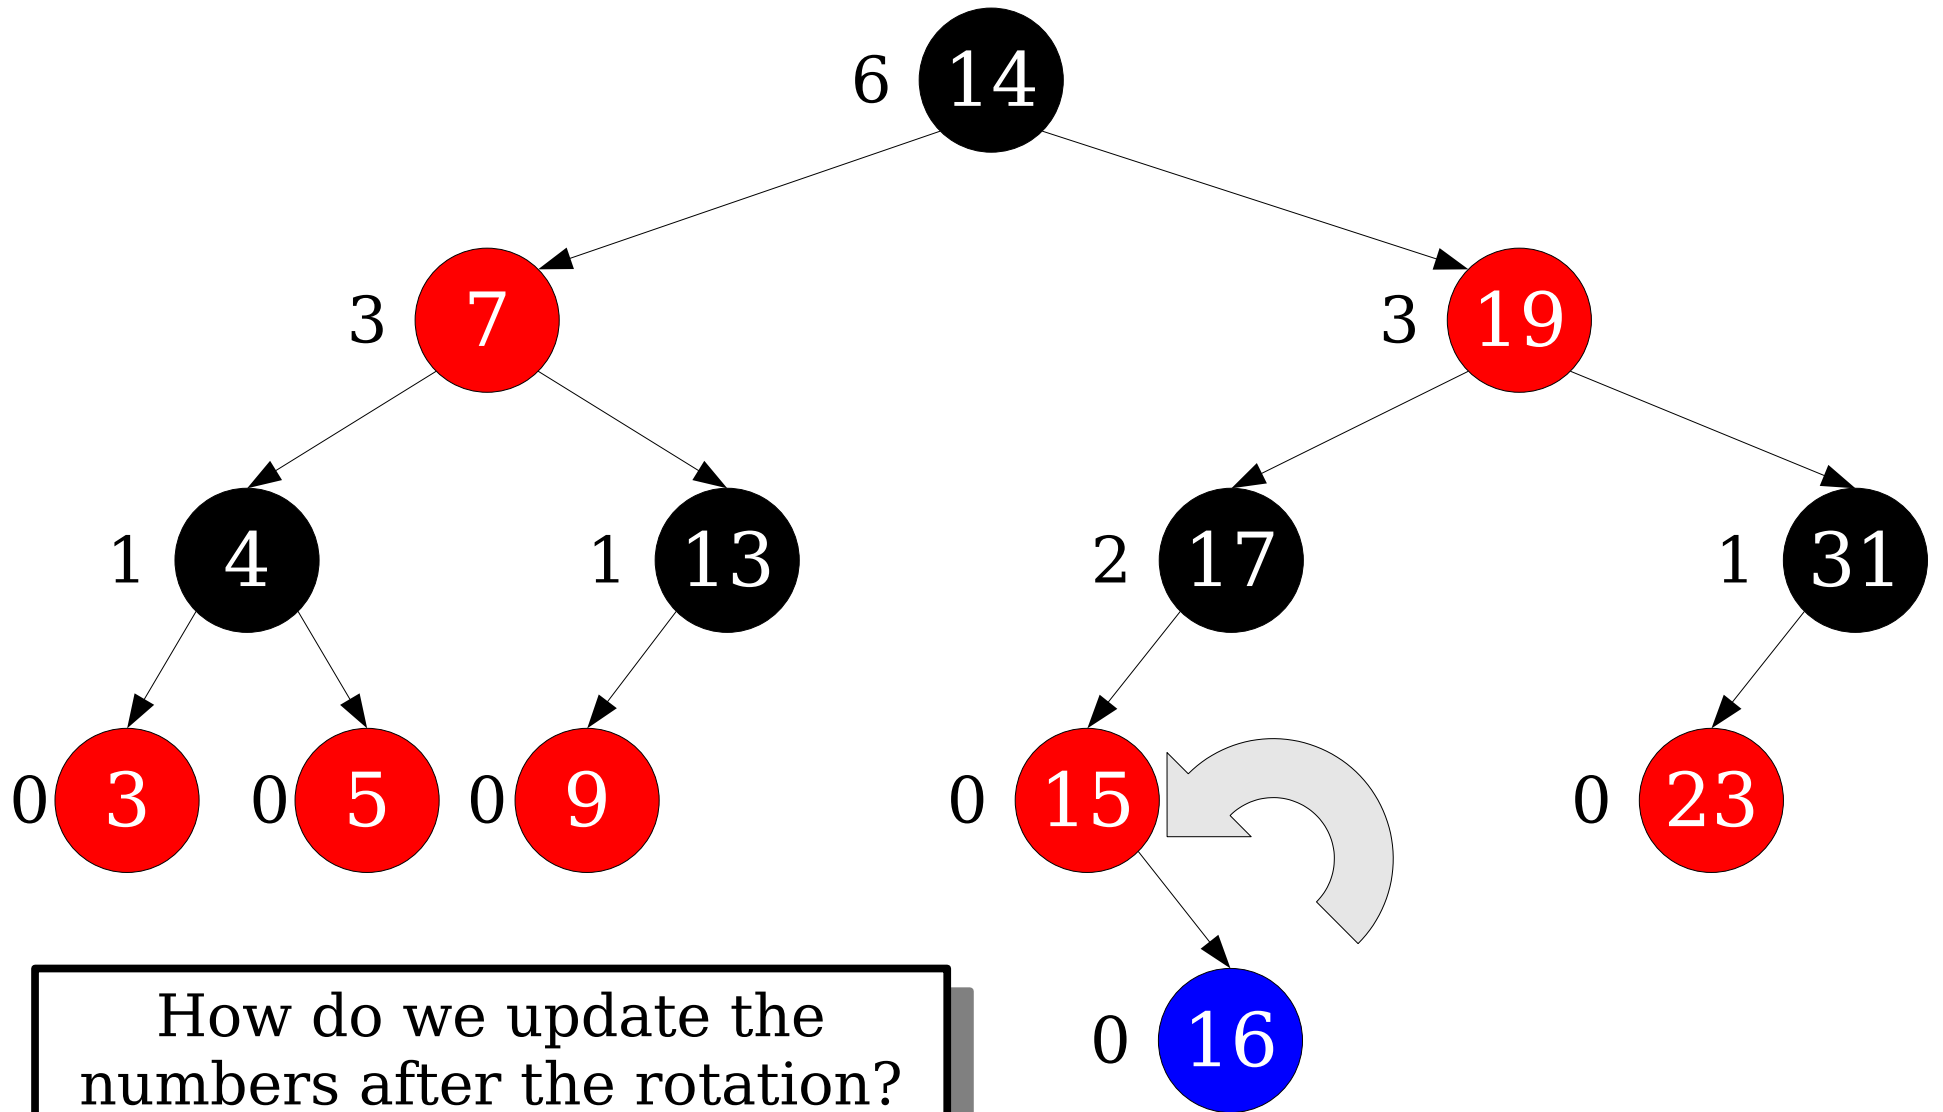 6 14
3 7 3 19
1 4 1 13 2 17 1 31
0 3 0 5 0 9 0 15 0 23
0 16
How do we update the
numbers after the rotation?